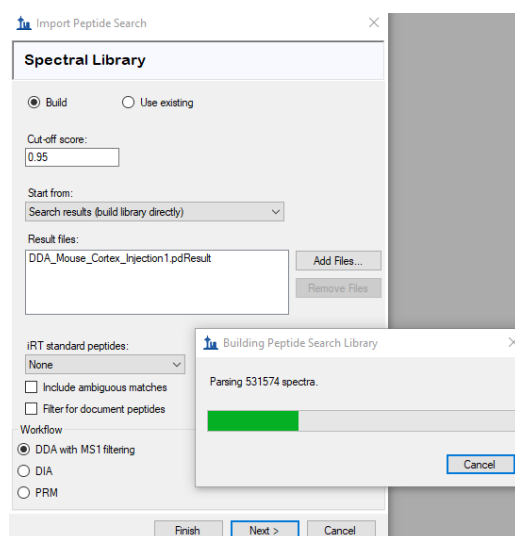 Import Peptide Search
Spectral Library
Build
Use existing
Cut-off score:
0.95
Start from:
Search results (build library directly)
Result files:
DDA_Mouse_Cortex_Injection1.pdResult
Add Files...
Remove Files
iRT standard peptides:
None
Include ambiguous matches
Filter for document peptides
Workflow
DDA with MS1 filtering
DIA
PRM
Building Peptide Search Library
Parsing 531574 spectra.
Cancel
Finish
Next >
Cancel